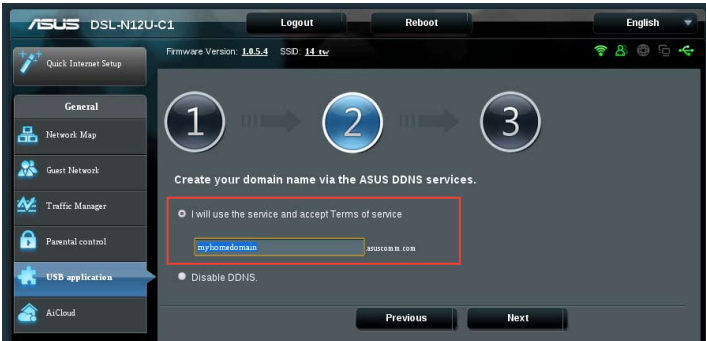 ASUS DSL-N12U-C1 Logout Reboot English
Firmware Version: 1.0.5.4 SSID: 14_tw
Quick Internet Setup
General
Network Map
Guest Network
Traffic Manager
Parental control
USB application
AiCloud
1 2 3
Create your domain name via the ASUS DDNS services.
I will use the service and accept Terms of service
myhomedomain asuscomm.com
Disable DDNS.
Previous Next